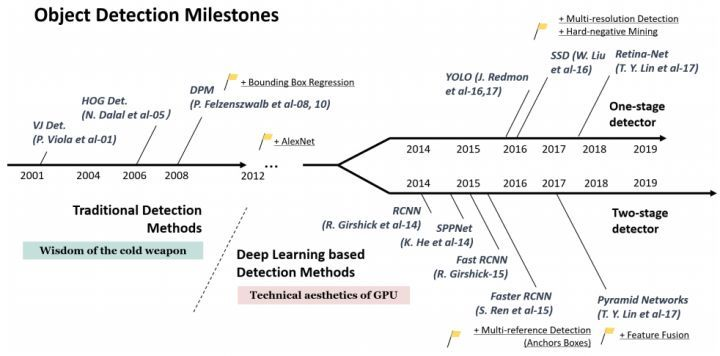 Object Detection Milestones
+ Multi-resolution Detection
+ Hard-negative Mining
+ Bounding Box Regression
SSD (W. Liu
et al-16)
Retina-Net
(T. Y. Lin et al-17)
YOLO (J. Redmon
et al-16,17)
DPM
(P. Felzenszwalb et al-08, 10)
HOG Det.
(N. Dalal et al-05)
VJ Det.
(P. Viola et al-01)
+ AlexNet
One-stage
detector
2014 2015 2016 2017 2018 2019
2001 2004 2006 2008 2012 ...
2014 2015 2016 2017 2018 2019
Traditional Detection
Methods
Wisdom of the cold weapon
Deep Learning based
Detection Methods
Technical aesthetics of GPU
RCNN
(R. Girshick et al-14)
SPPNet
(K. He et al-14)
Fast RCNN
(R. Girshick-15)
Faster RCNN
(S. Ren et al-15)
Two-stage
detector
Pyramid Networks
(T. Y. Lin et al-17)
+ Multi-reference Detection
(Anchors Boxes)
+ Feature Fusion